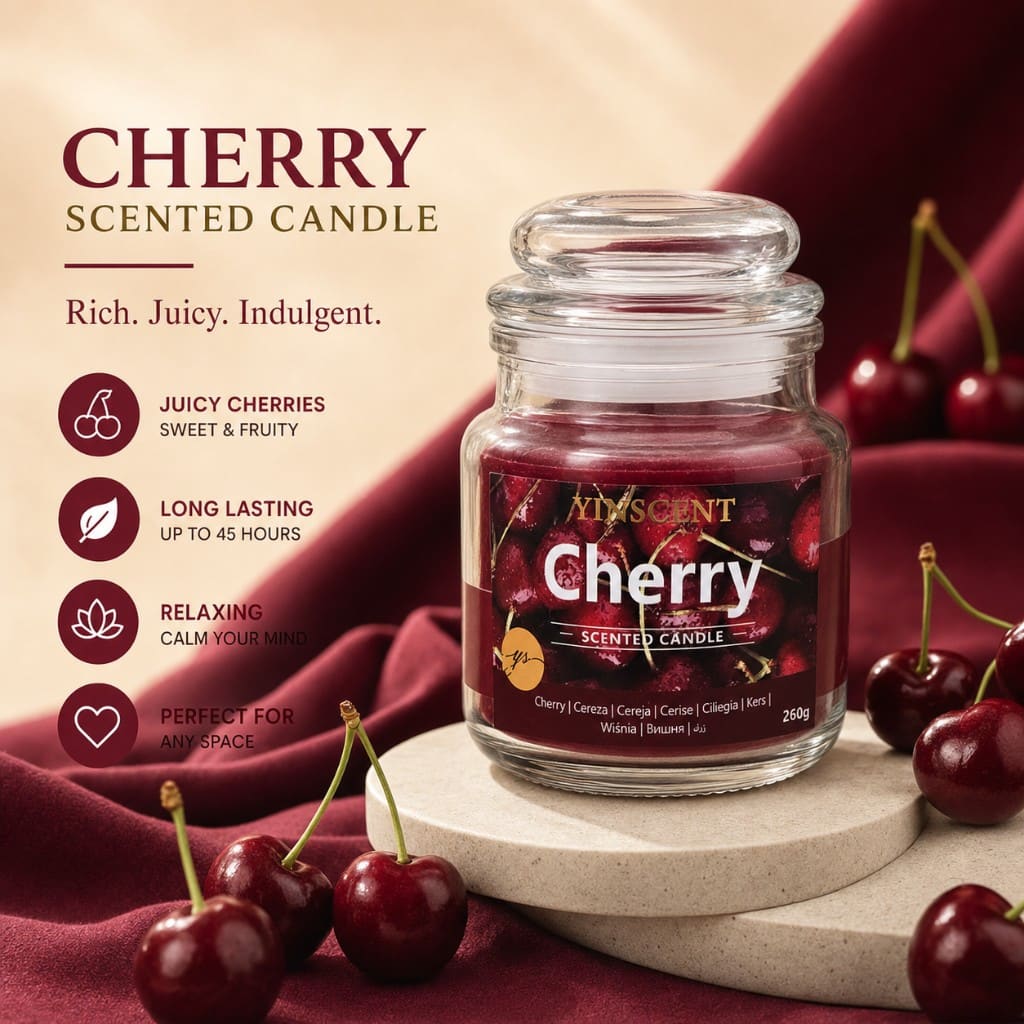 CHERRY
SCENTED CANDLE
Rich. Juicy. Indulgent.
JUICY CHERRIES
SWEET & FRUITY
LONG LASTING
UP TO 45 HOURS
RELAXING
CALM YOUR MIND
PERFECT FOR
ANY SPACE
YINSCENT
Cherry
SCENTED CANDLE
ys
Cherry | Cereza | Cereja | Cerise | Ciliegia | Kers |
Wiśnia | Вишня |
260g